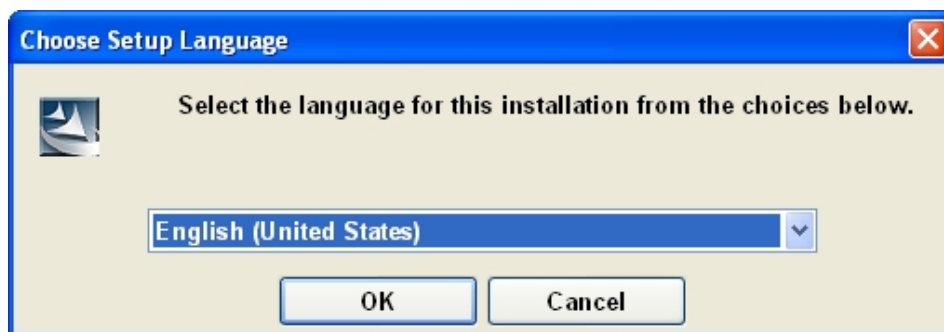 Choose Setup Language
Select the language for this installation from the choices below.
English (United States)
OK
Cancel